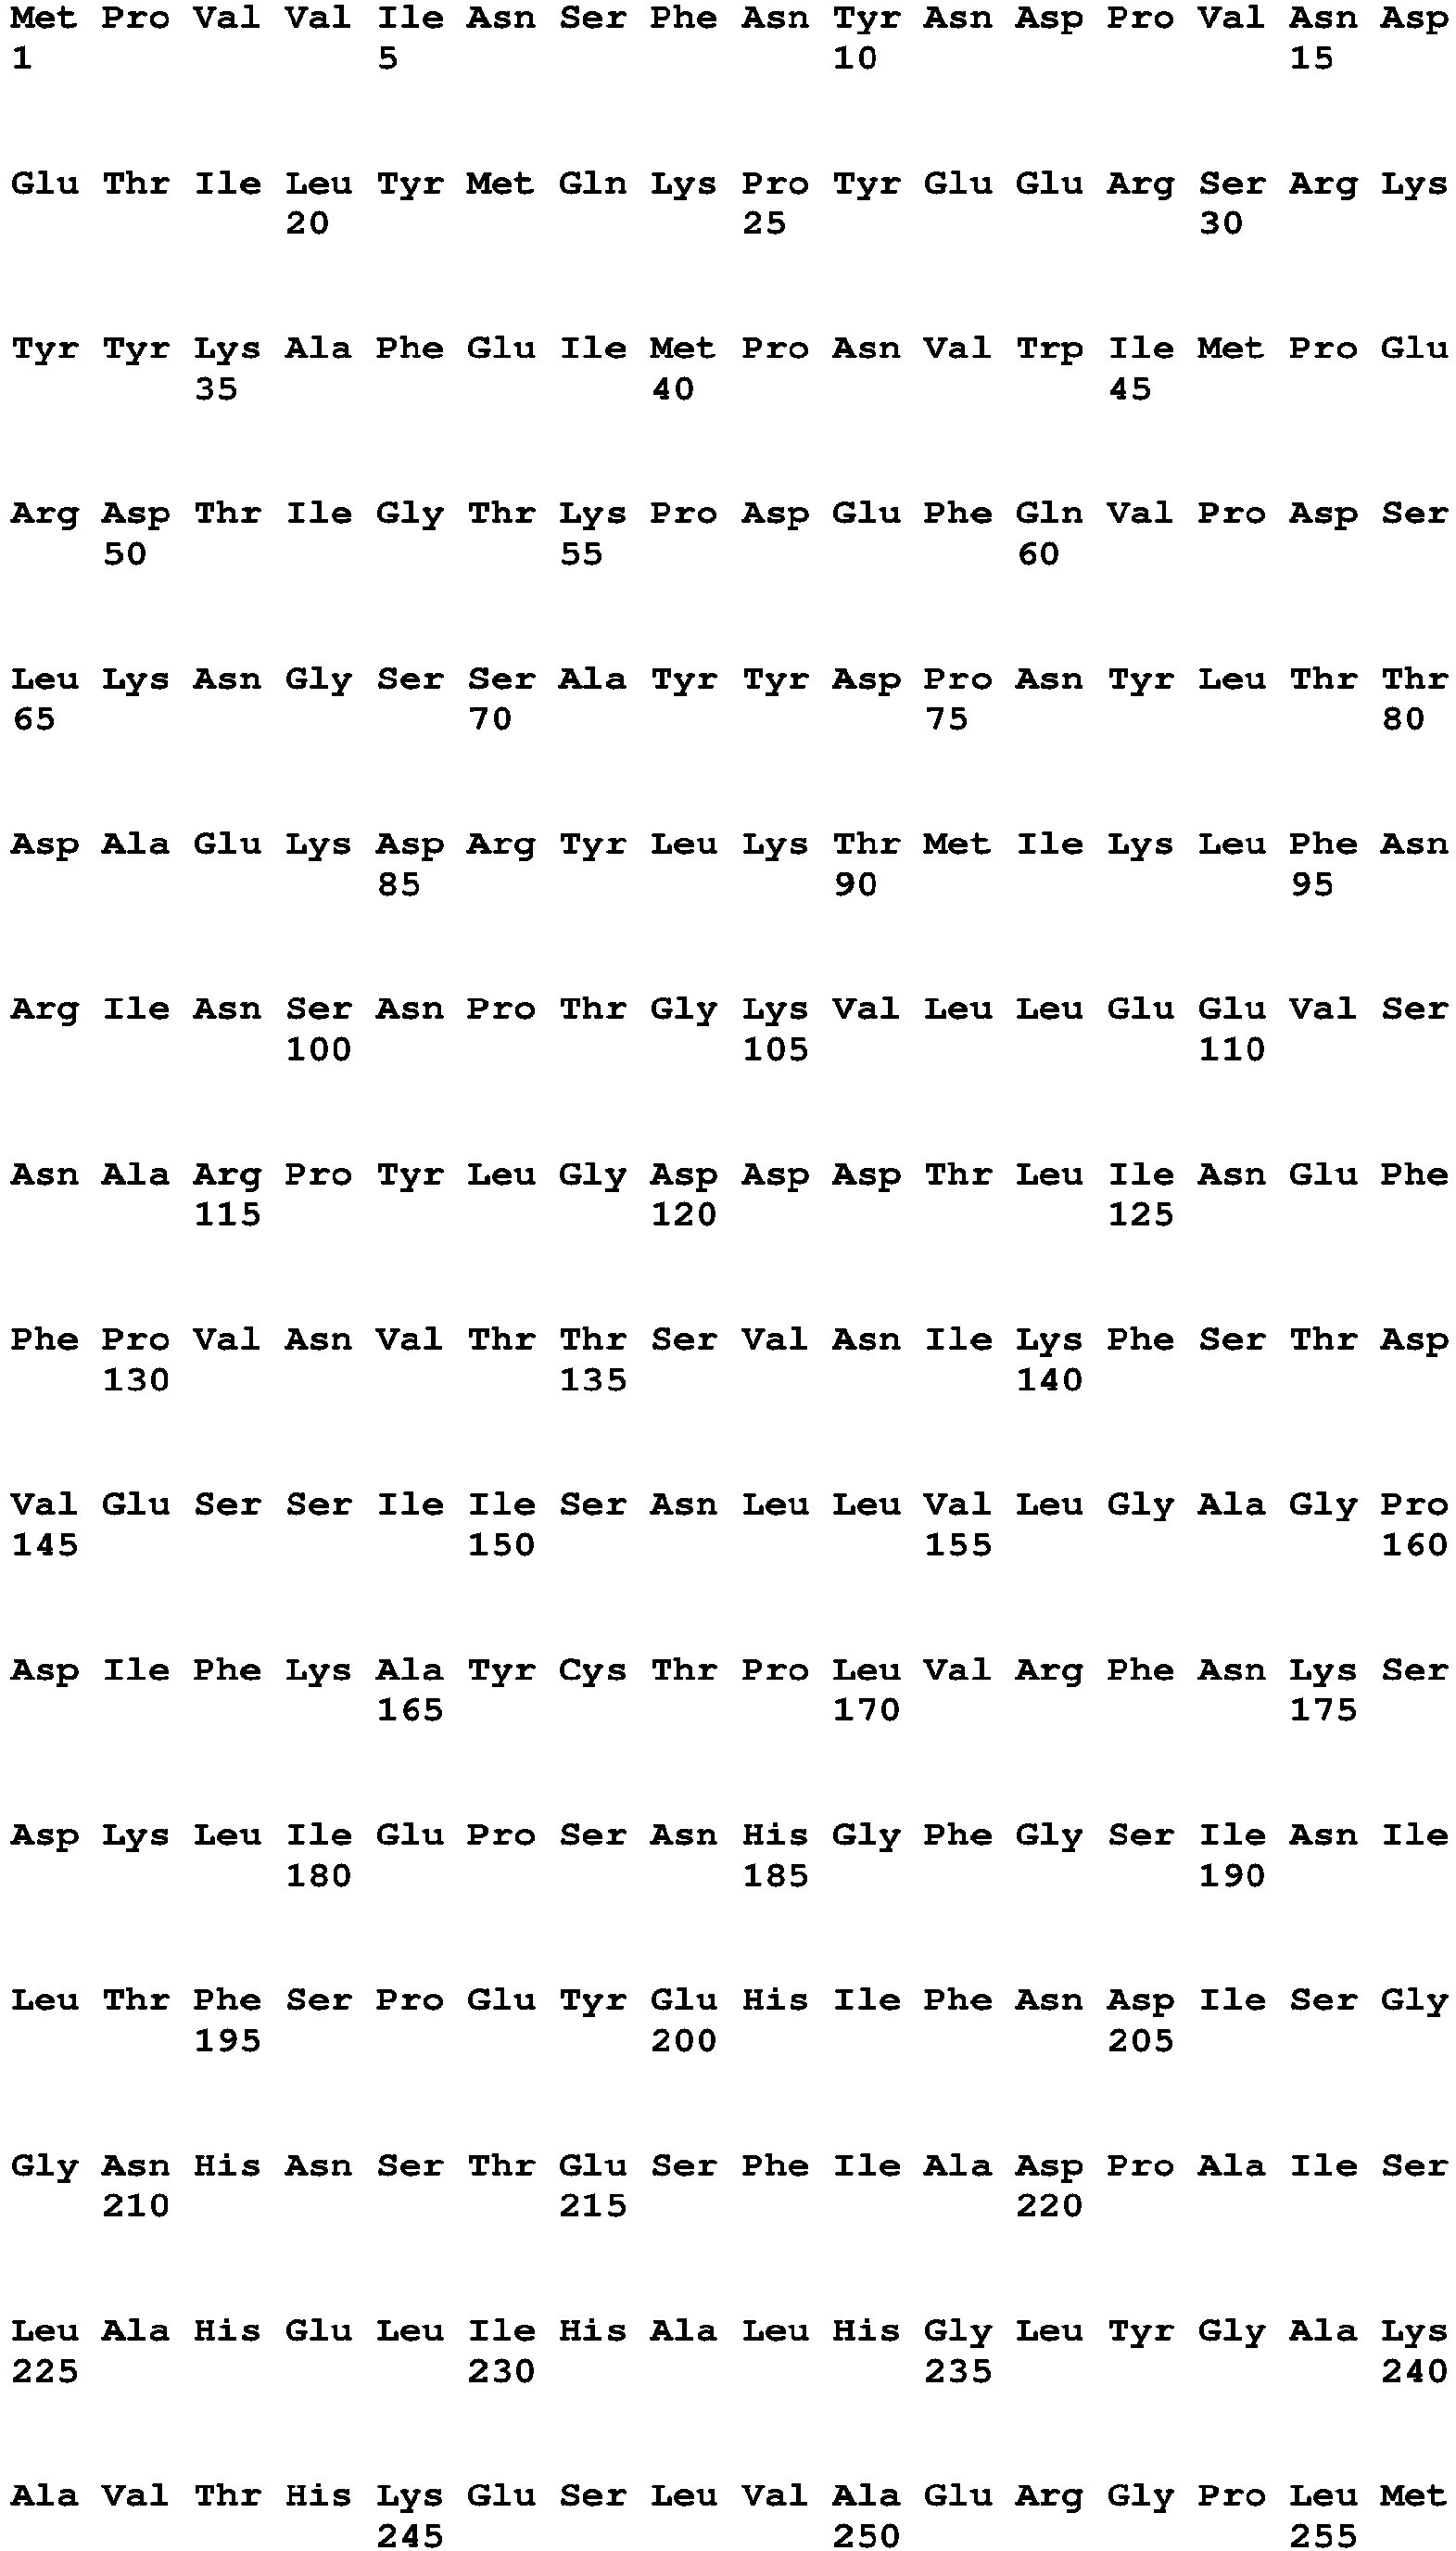 Met Pro Val Val Ile Asn Ser Phe Asn Tyr Asn Asp Pro Val Asn Asp
1 5 10 15
Glu Thr Ile Leu Tyr Met Gln Lys Pro Tyr Glu Glu Arg Ser Arg Lys
20 25 30
Tyr Tyr Lys Ala Phe Glu Ile Met Pro Asn Val Trp Ile Met Pro Glu
35 40 45
Arg Asp Thr Ile Gly Thr Lys Pro Asp Glu Phe Gln Val Pro Asp Ser
50 55 60
Leu Lys Asn Gly Ser Ser Ala Tyr Tyr Asp Pro Asn Tyr Leu Thr Thr
65 70 75 80
Asp Ala Glu Lys Asp Arg Tyr Leu Lys Thr Met Ile Lys Leu Phe Asn
85 90 95
Arg Ile Asn Ser Asn Pro Thr Gly Lys Val Leu Leu Glu Glu Val Ser
100 105 110
Asn Ala Arg Pro Tyr Leu Gly Asp Asp Asp Thr Leu Ile Asn Glu Phe
115 120 125
Phe Pro Val Asn Val Thr Thr Ser Val Asn Ile Lys Phe Ser Thr Asp
130 135 140
Val Glu Ser Ser Ile Ile Ser Asn Leu Leu Val Leu Gly Ala Gly Pro
145 150 155 160
Asp Ile Phe Lys Ala Tyr Cys Thr Pro Leu Val Arg Phe Asn Lys Ser
165 170 175
Asp Lys Leu Ile Glu Pro Ser Asn His Gly Phe Gly Ser Ile Asn Ile
180 185 190
Leu Thr Phe Ser Pro Glu Tyr Glu His Ile Phe Asn Asp Ile Ser Gly
195 200 205
Gly Asn His Asn Ser Thr Glu Ser Phe Ile Ala Asp Pro Ala Ile Ser
210 215 220
Leu Ala His Glu Leu Ile His Ala Leu His Gly Leu Tyr Gly Ala Lys
225 230 235 240
Ala Val Thr His Lys Glu Ser Leu Val Ala Glu Arg Gly Pro Leu Met
245 250 255